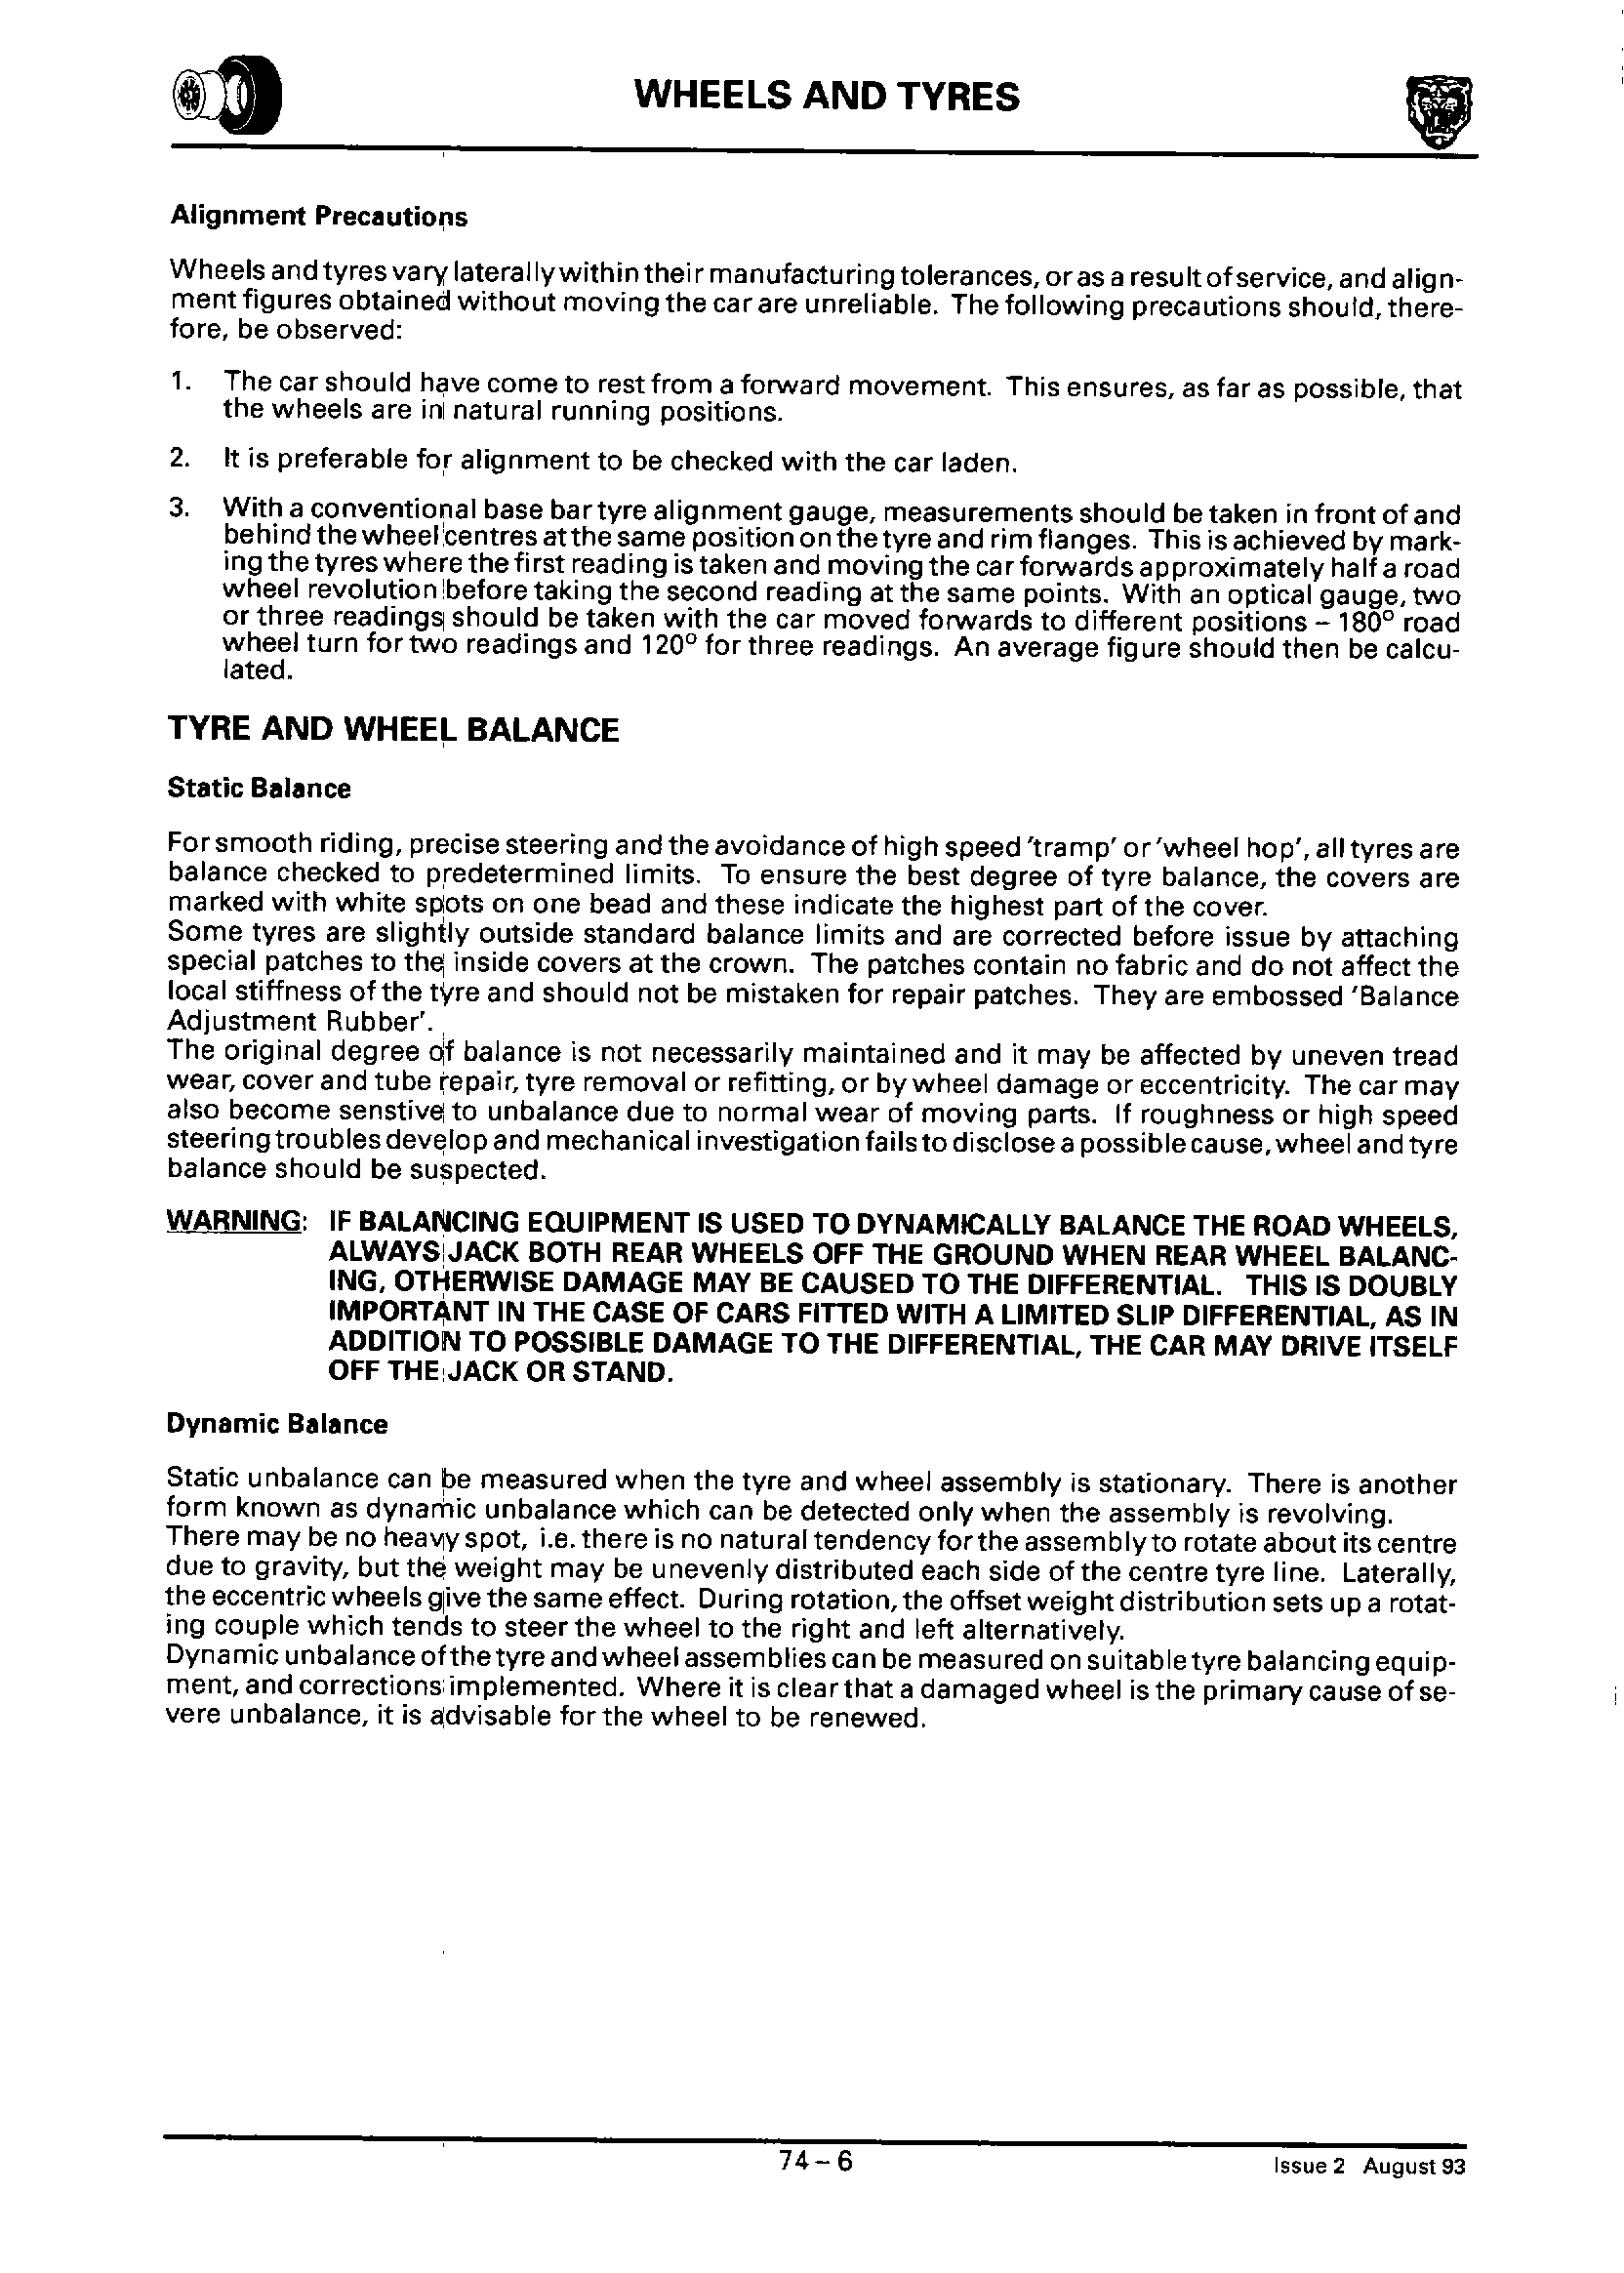 WHEELS AND TYRES
Alignment Precautions
Wheels and tyres vary laterally within their manufacturing tolerances, or as a result of service, and align-
ment figures obtained without moving the car are unreliable. The following precautions should, there-
fore, be observed:
1. The car should have come to rest from a forward movement. This ensures, as far as possible, that
the wheels are in natural running positions.
2. It is preferable for alignment to be checked with the car laden.
3. With a conventional base bar tyre alignment gauge, measurements should be taken in front of and
behind the wheel centres at the same position on the tyre and rim flanges. This is achieved by mark-
ing the tyres where the first reading is taken and moving the car forwards approximately half a road
wheel revolution before taking the second reading at the same points. With an optical gauge, two
or three readings should be taken with the car moved forwards to different positions – 180° road
wheel turn for two readings and 120° for three readings. An average figure should then be calcu-
lated.
TYRE AND WHEEL BALANCE
Static Balance
For smooth riding, precise steering and the avoidance of high speed 'tramp' or 'wheel hop', all tyres are
balance checked to predetermined limits. To ensure the best degree of tyre balance, the covers are
marked with white spots on one bead and these indicate the highest part of the cover.
Some tyres are slightly outside standard balance limits and are corrected before issue by attaching
special patches to the inside covers at the crown. The patches contain no fabric and do not affect the
local stiffness of the tyre and should not be mistaken for repair patches. They are embossed 'Balance
Adjustment Rubber'.
The original degree of balance is not necessarily maintained and it may be affected by uneven tread
wear, cover and tube repair, tyre removal or refitting, or by wheel damage or eccentricity. The car may
also become senstive to unbalance due to normal wear of moving parts. If roughness or high speed
steering troubles develop and mechanical investigation fails to disclose a possible cause, wheel and tyre
balance should be suspected.
WARNING: IF BALANCING EQUIPMENT IS USED TO DYNAMICALLY BALANCE THE ROAD WHEELS,
ALWAYS JACK BOTH REAR WHEELS OFF THE GROUND WHEN REAR WHEEL BALANC-
ING, OTHERWISE DAMAGE MAY BE CAUSED TO THE DIFFERENTIAL. THIS IS DOUBLY
IMPORTANT IN THE CASE OF CARS FITTED WITH A LIMITED SLIP DIFFERENTIAL, AS IN
ADDITION TO POSSIBLE DAMAGE TO THE DIFFERENTIAL, THE CAR MAY DRIVE ITSELF
OFF THE JACK OR STAND.
Dynamic Balance
Static unbalance can be measured when the tyre and wheel assembly is stationary. There is another
form known as dynamic unbalance which can be detected only when the assembly is revolving.
There may be no heavy spot, i.e. there is no natural tendency for the assembly to rotate about its centre
due to gravity, but the weight may be unevenly distributed each side of the centre tyre line. Laterally,
the eccentric wheels give the same effect. During rotation, the offset weight distribution sets up a rotat-
ing couple which tends to steer the wheel to the right and left alternatively.
Dynamic unbalance of the tyre and wheel assemblies can be measured on suitable tyre balancing equip-
ment, and corrections implemented. Where it is clear that a damaged wheel is the primary cause of se-
vere unbalance, it is advisable for the wheel to be renewed.
74 – 6
Issue 2 August 93